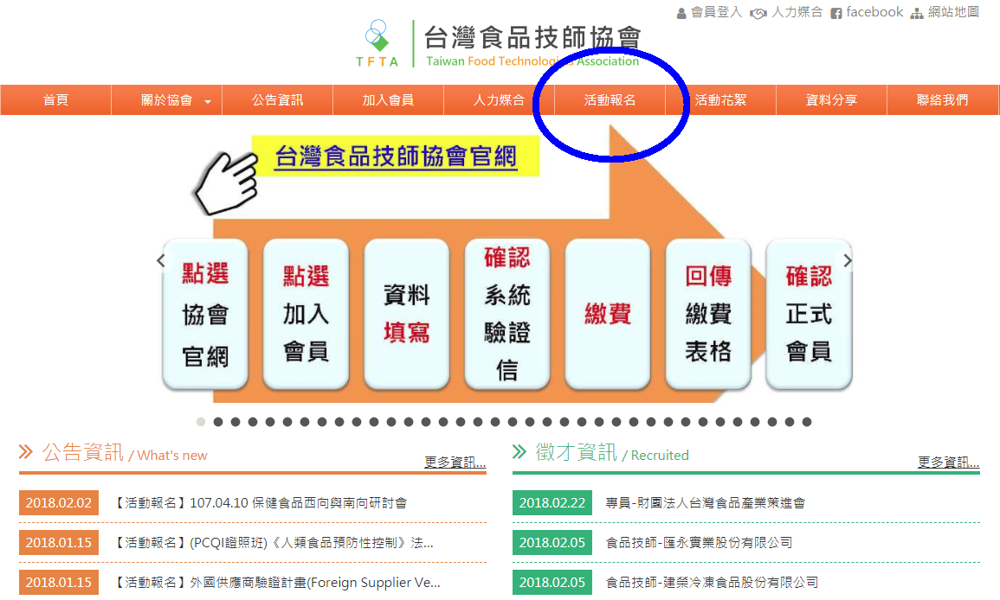 會員登入 人力媒合 facebook 網站地圖
台灣食品技師協會
TFTA
Taiwan Food Technologies Association
首頁 關於協會 公告資訊 加入會員 人力媒合 活動報名 活動花絮 資料分享 聯絡我們
台灣食品技師協會官網
點選
協會
官網
點選
加入
會員
資料
填寫
確認
系統
驗證
信
繳費
回傳
繳費
表格
確認
正式
會員
公告資訊 / What's new
更多資訊...
2018.02.02 【活動報名】107.04.10 保健食品西向與南向研討會
2018.01.15 【活動報名】(PCQI證照班)《人類食品預防性控制》法...
2018.01.15 【活動報名】外國供應商驗證計畫(Foreign Supplier Ve...
徵才資訊 / Recruited
更多資訊...
2018.02.22 專員-財團法人台灣食品產業策進會
2018.02.05 食品技師-匯永實業股份有限公司
2018.02.05 食品技師-建榮冷凍食品股份有限公司